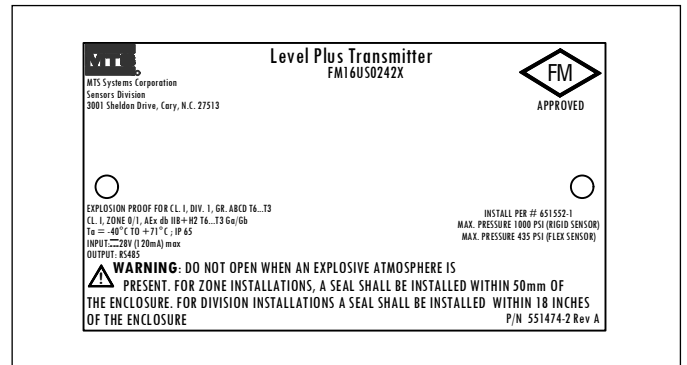 MTS
Level Plus Transmitter
FM16US0242X
FM
APPROVED
MTS Systems Corporation
Sensors Division
3001 Sheldon Drive, Cary, N.C. 27513
EXPLOSION PROOF FOR CL. I, DIV. 1, GR. ABCD T6...T3
CL. I, ZONE 0/1, AEx db IIB+H2 T6...T3 Ga/Gb
Ta = -40°C TO +71°C ; IP 65
INPUT:⎓28V (120mA) max
OUTPUT: RS485
INSTALL PER # 651552-1
MAX. PRESSURE 1000 PSI (RIGID SENSOR)
MAX. PRESSURE 435 PSI (FLEX SENSOR)
WARNING: DO NOT OPEN WHEN AN EXPLOSIVE ATMOSPHERE IS
PRESENT. FOR ZONE INSTALLATIONS, A SEAL SHALL BE INSTALLED WITHIN 50mm OF
THE ENCLOSURE. FOR DIVISION INSTALLATIONS A SEAL SHALL BE INSTALLED WITHIN 18 INCHES
OF THE ENCLOSURE
P/N 551474-2 Rev A